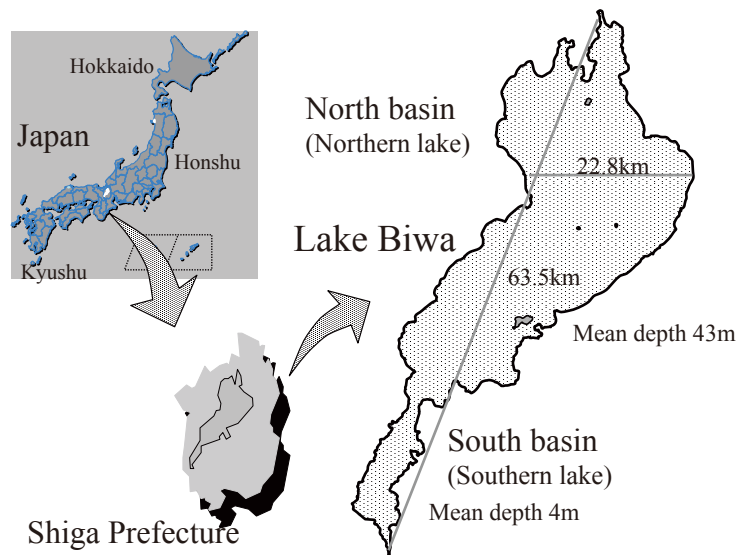 Hokkaido
Japan
Honshu
Kyushu
North basin
(Northern lake)
22.8km
Lake Biwa
63.5km
Mean depth 43m
South basin
(Southern lake)
Mean depth 4m
Shiga Prefecture